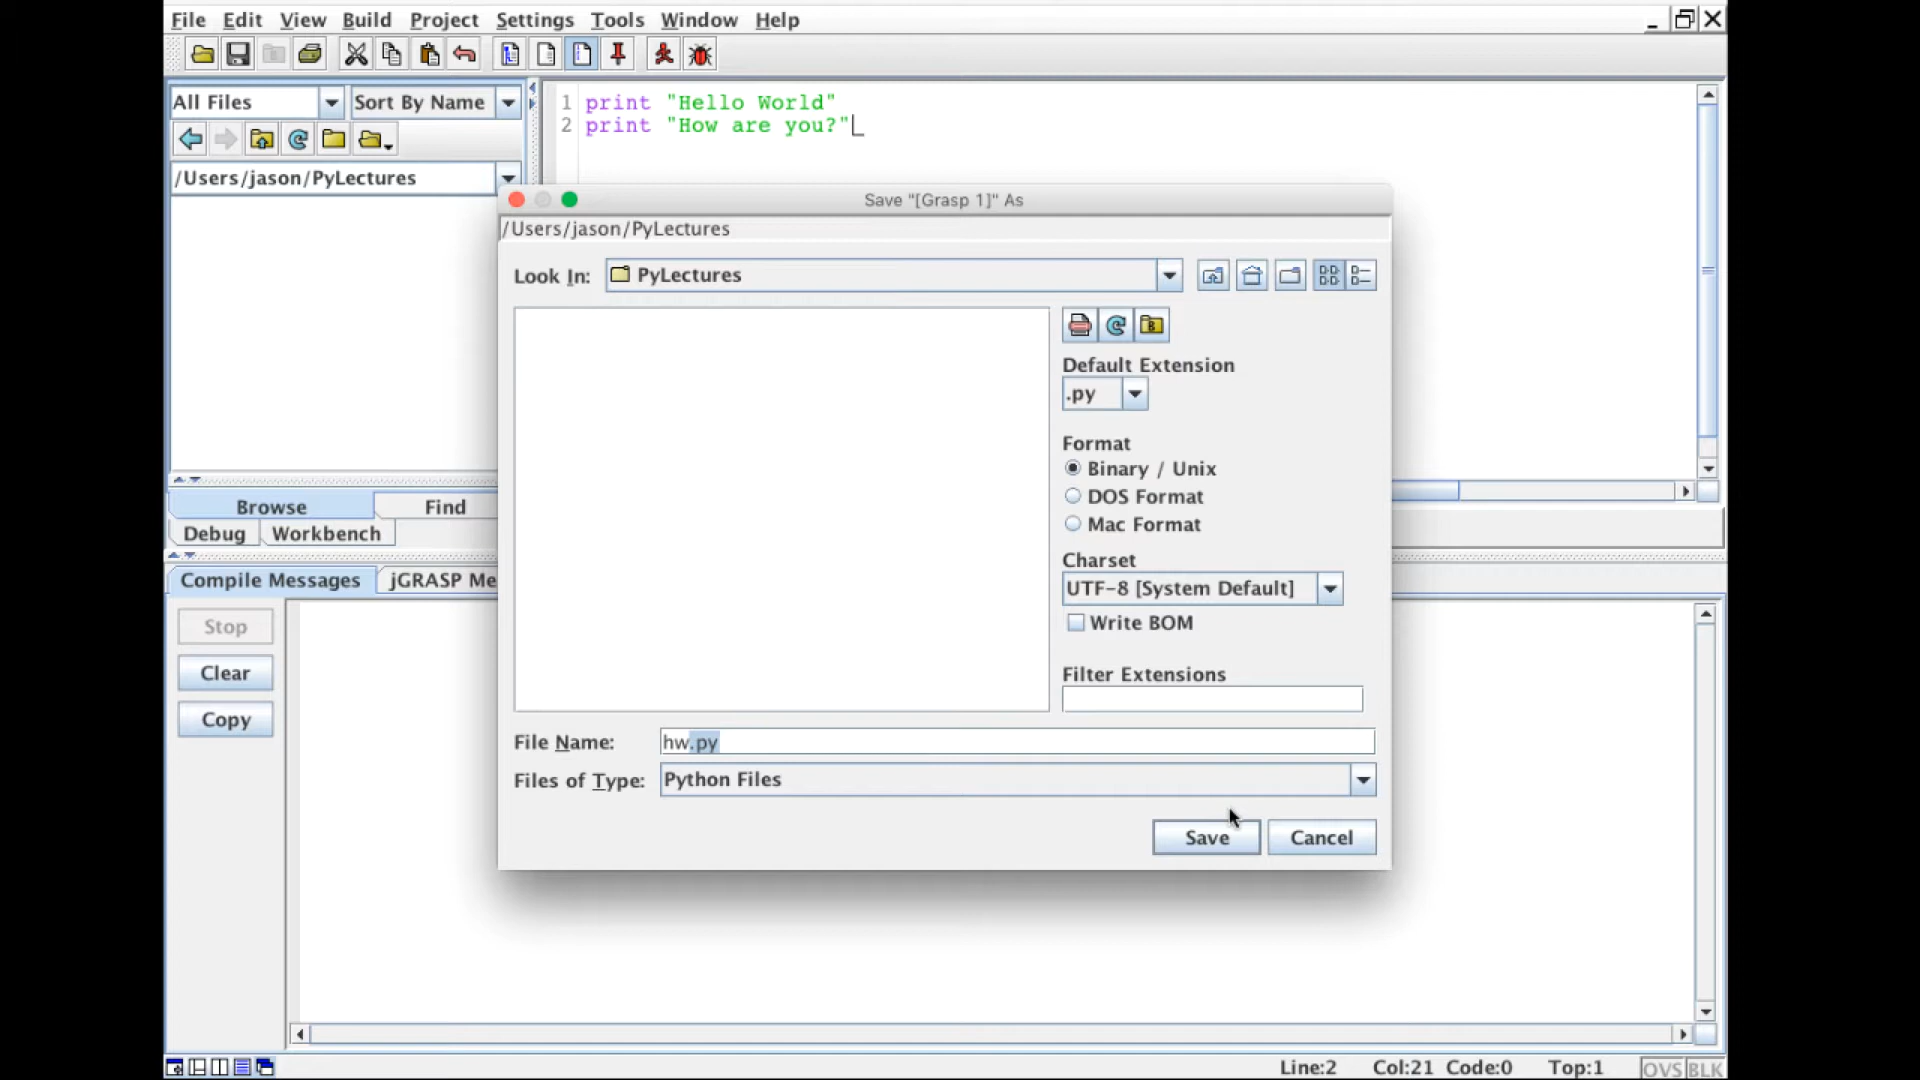 File Edit View Build Project Settings Tools Window Help
All Files Sort By Name
1 print "Hello World"
2 print "How are you?"
/Users/jason/PyLectures
Save "[Grasp 1]" As
/Users/jason/PyLectures
Look In: PyLectures
Default Extension
.py
Format
Binary / Unix
DOS Format
Mac Format
Charset
UTF-8 [System Default]
Write BOM
Filter Extensions
File Name: hw.py
Files of Type: Python Files
Save Cancel
Browse Find
Debug Workbench
Compile Messages jGRASP Me
Stop
Clear
Copy
Line:2 Col:21 Code:0 Top:1 OVS BLK